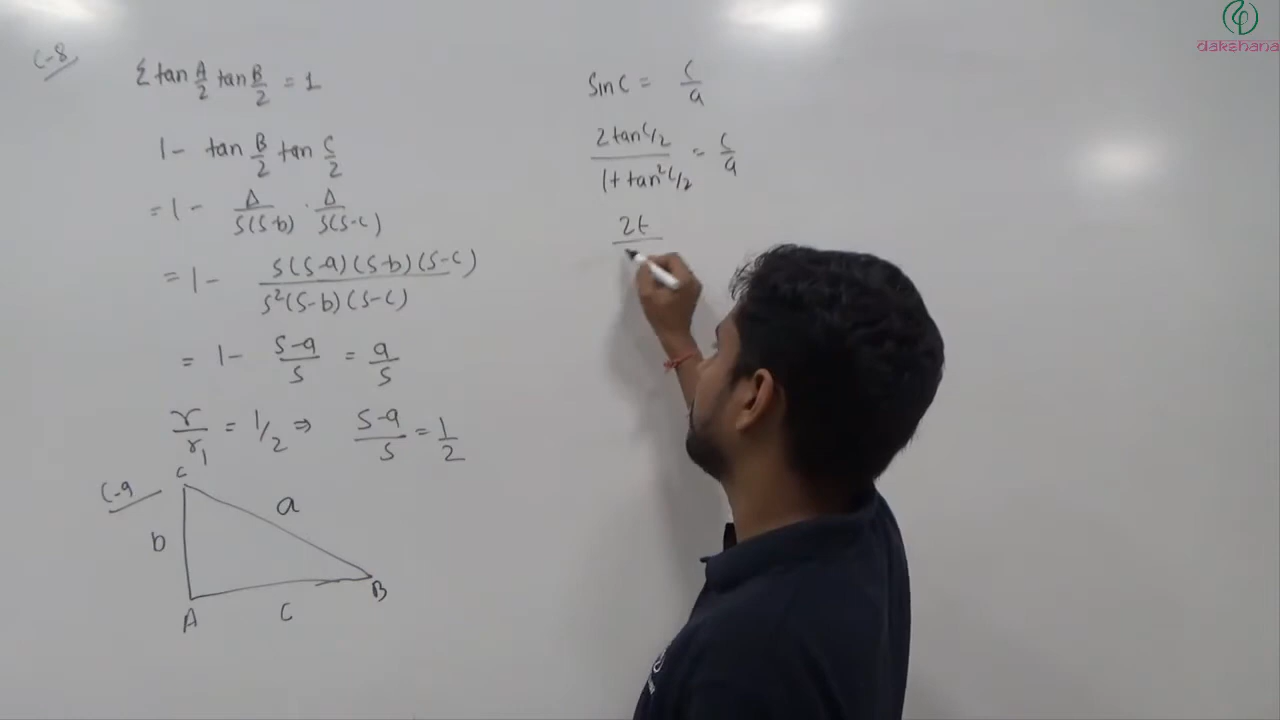 C-8
Σ tan A/2 tan B/2 = 1
1 - tan B/2 tan C/2
= 1 - Δ/S(S-b) · Δ/S(S-c)
= 1 - S(S-a)(S-b)(S-c)/S²(S-b)(S-c)
= 1 - S-a/S = a/S
r/r₁ = 1/2 ⇒ S-a/S = 1/2
C-9
C
a
b
A
C
B
Sin C = C/a
2 tan C/2 / 1 + tan² C/2 = C/a
2t
dakshana